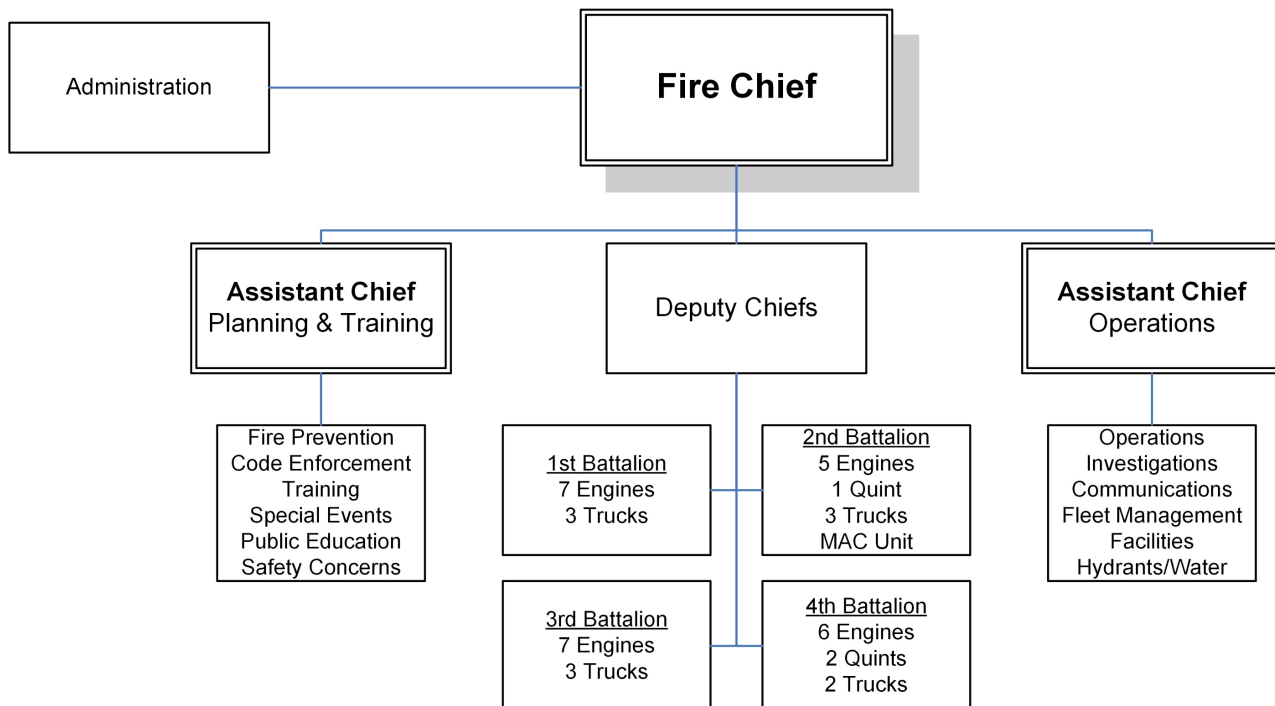 Administration
Fire Chief
Assistant Chief
Planning & Training
Deputy Chiefs
Assistant Chief
Operations
Fire Prevention
Code Enforcement
Training
Special Events
Public Education
Safety Concerns
1st Battalion
7 Engines
3 Trucks
2nd Battalion
5 Engines
1 Quint
3 Trucks
MAC Unit
Operations
Investigations
Communications
Fleet Management
Facilities
Hydrants/Water
3rd Battalion
7 Engines
3 Trucks
4th Battalion
6 Engines
2 Quints
2 Trucks